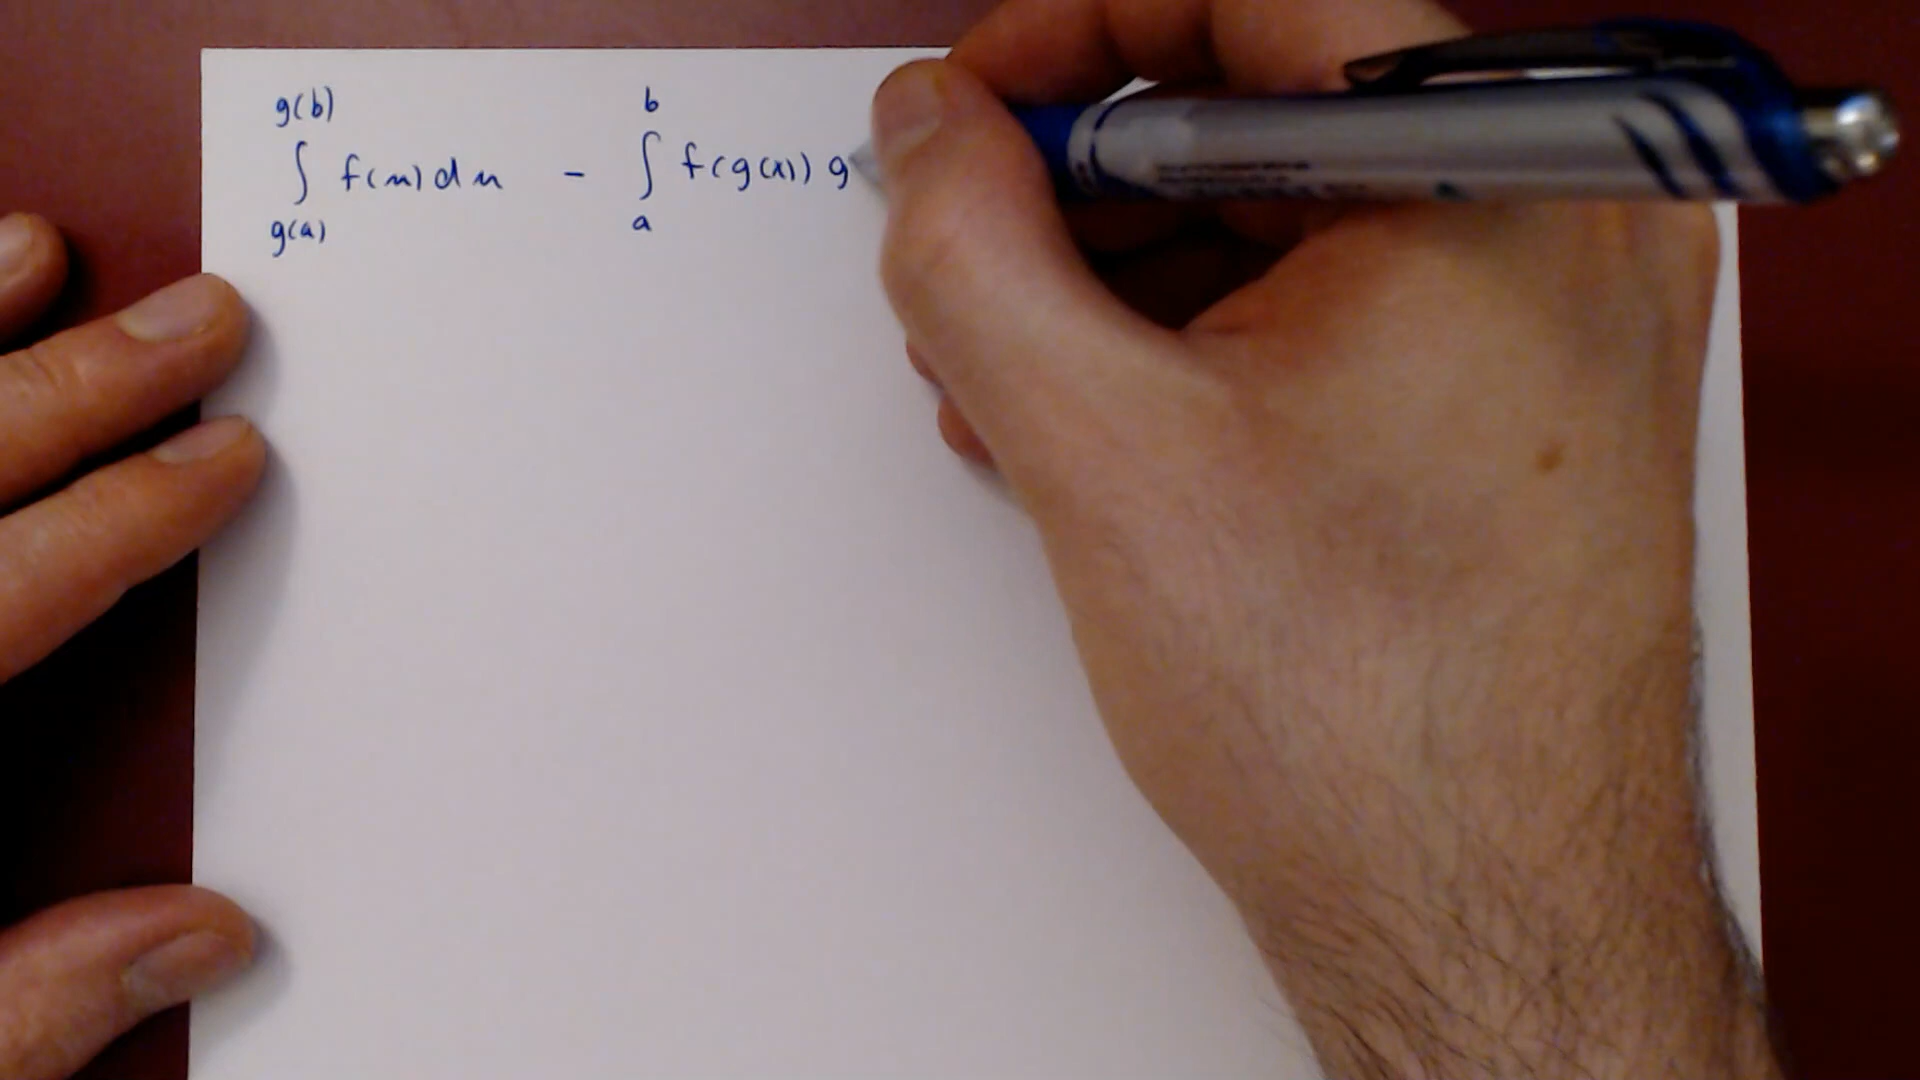 g(b) b
∫ f(u) du - ∫ f(g(x)) g
g(a) a